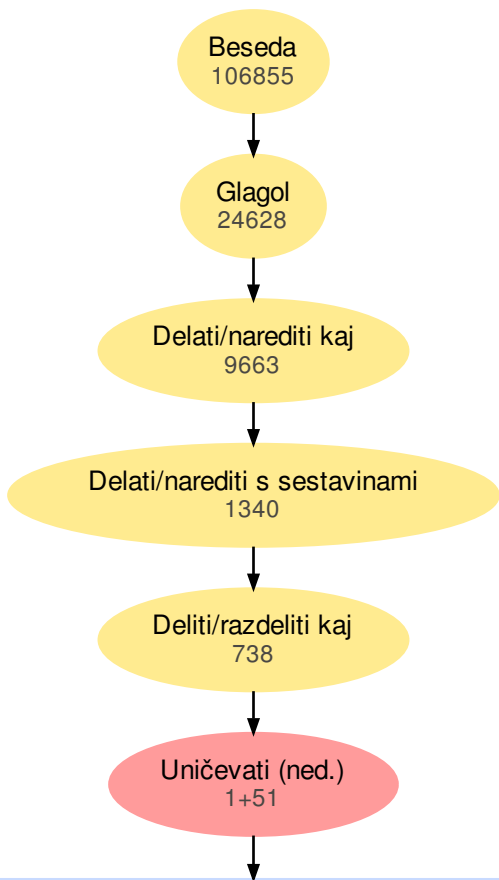 Beseda
106855
Glagol
24628
Delati/narediti kaj
9663
Delati/narediti s sestavinami
1340
Deliti/razdeliti kaj
738
Uničevati (ned.)
1+51